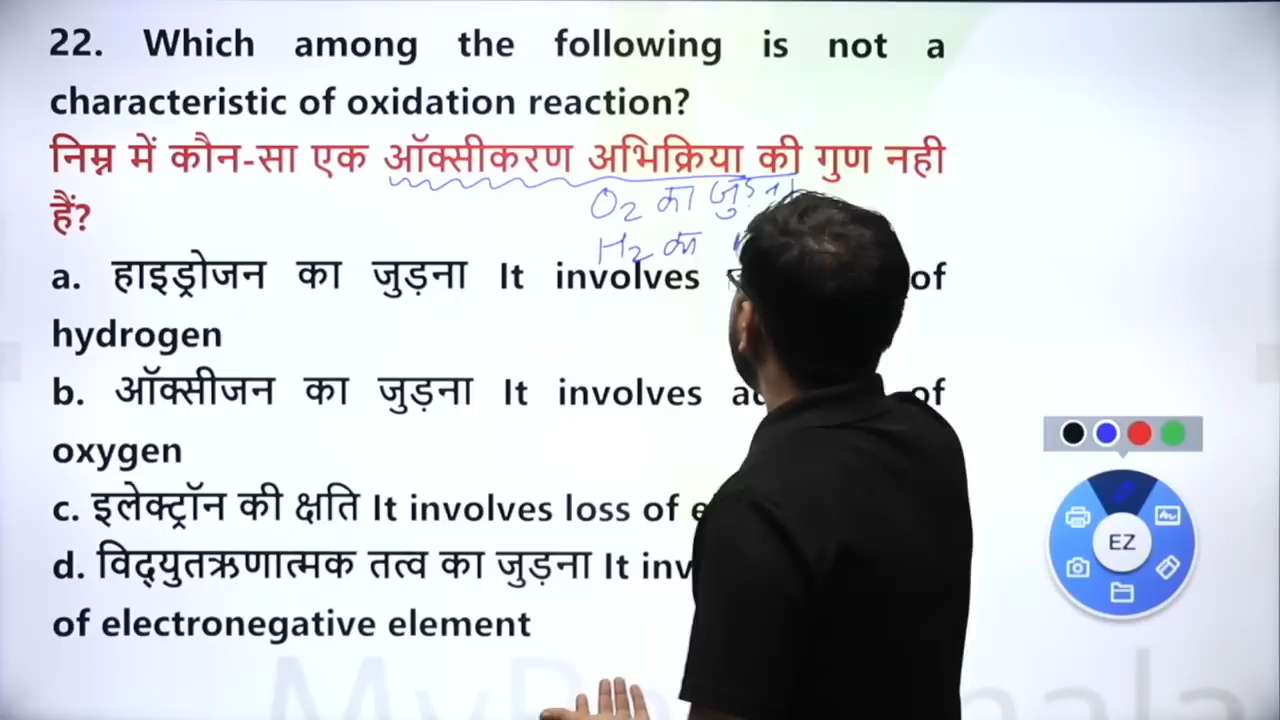 22. Which among the following is not a
characteristic of oxidation reaction?
निम्न में कौन-सा एक ऑक्सीकरण अभिक्रिया की गुण नही
हैं?
O2 का जुड़ना
H2 का
a. हाइड्रोजन का जुड़ना It involves of
hydrogen
b. ऑक्सीजन का जुड़ना It involves of
oxygen
c. इलेक्ट्रॉन की क्षति It involves loss of
d. विद्युतऋणात्मक तत्व का जुड़ना It
of electronegative element
EZ